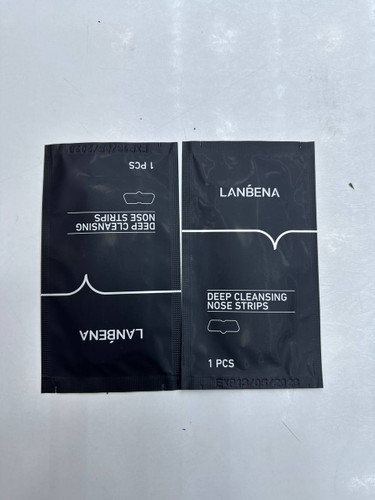 LANBENA
DEEP CLEANSING
NOSE STRIPS
1 PCS
LANBENA
DEEP CLEANSING
NOSE STRIPS
1 PCS